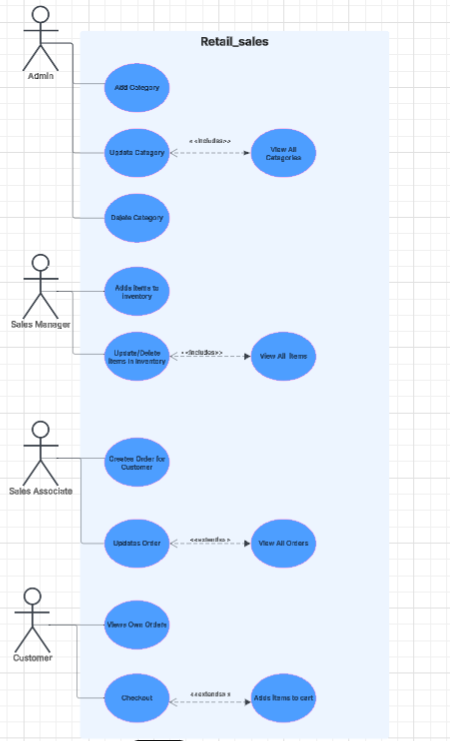 Retail_sales
Admin
Add Category
Update Category
<<includes>>
View All
Categories
Delete Category
Sales Manager
Adds Items to
Inventory
Update/Delete
Items in Inventory
<<includes>>
View All Items
Sales Associate
Creates Order for
Customer
Updates Order
<<extends>>
View All Orders
Customer
Views Own Orders
Checkout
<<extends>>
Adds Items to cart